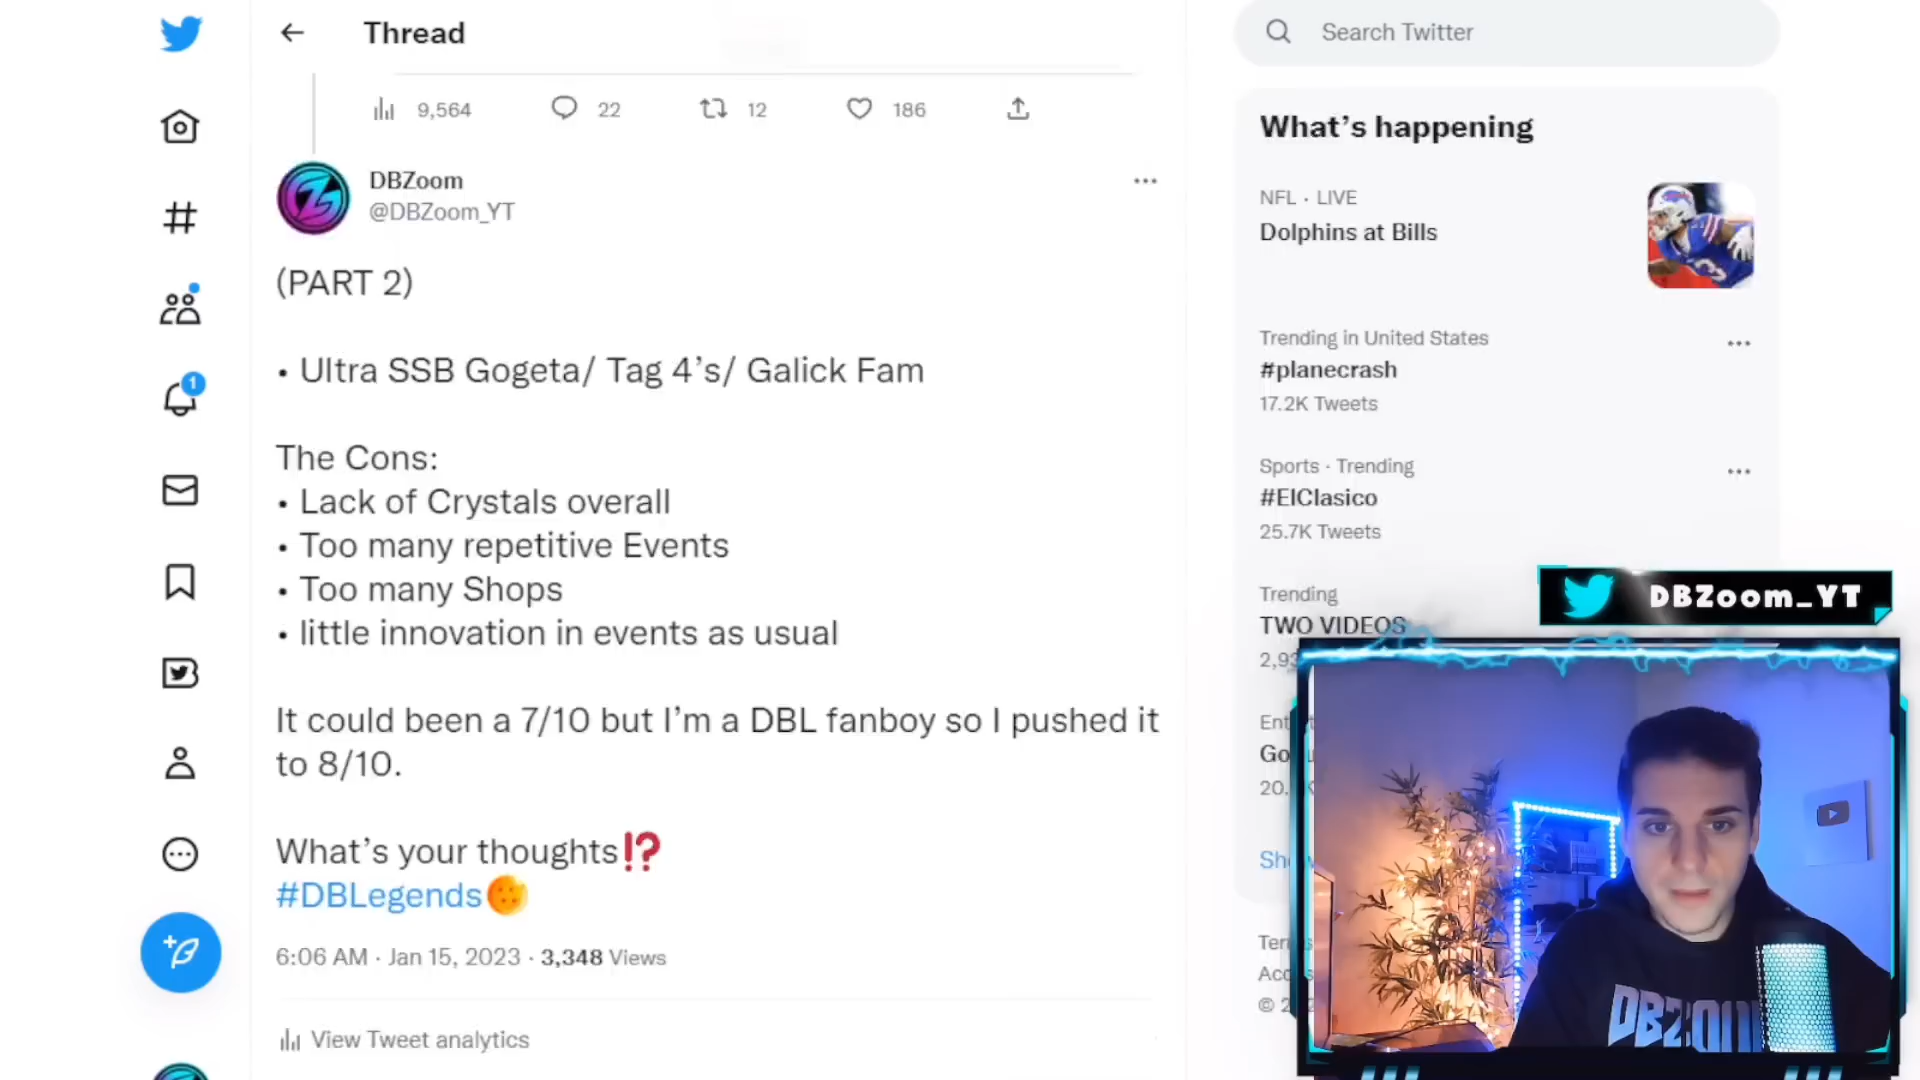 Thread
Search Twitter
9,564
22
12
186
DBZoom
@DBZoom_YT
(PART 2)
• Ultra SSB Gogeta/ Tag 4’s/ Galick Fam
The Cons:
• Lack of Crystals overall
• Too many repetitive Events
• Too many Shops
• little innovation in events as usual
It could been a 7/10 but I’m a DBL fanboy so I pushed it
to 8/10.
What’s your thoughts⁉
#DBLegends
6:06 AM · Jan 15, 2023 · 3,348 Views
View Tweet analytics
1
What’s happening
NFL · LIVE
Dolphins at Bills
Trending in United States
#planecrash
17.2K Tweets
Sports · Trending
#ElClasico
25.7K Tweets
Trending
TWO VIDEOS
DBZoom_YT